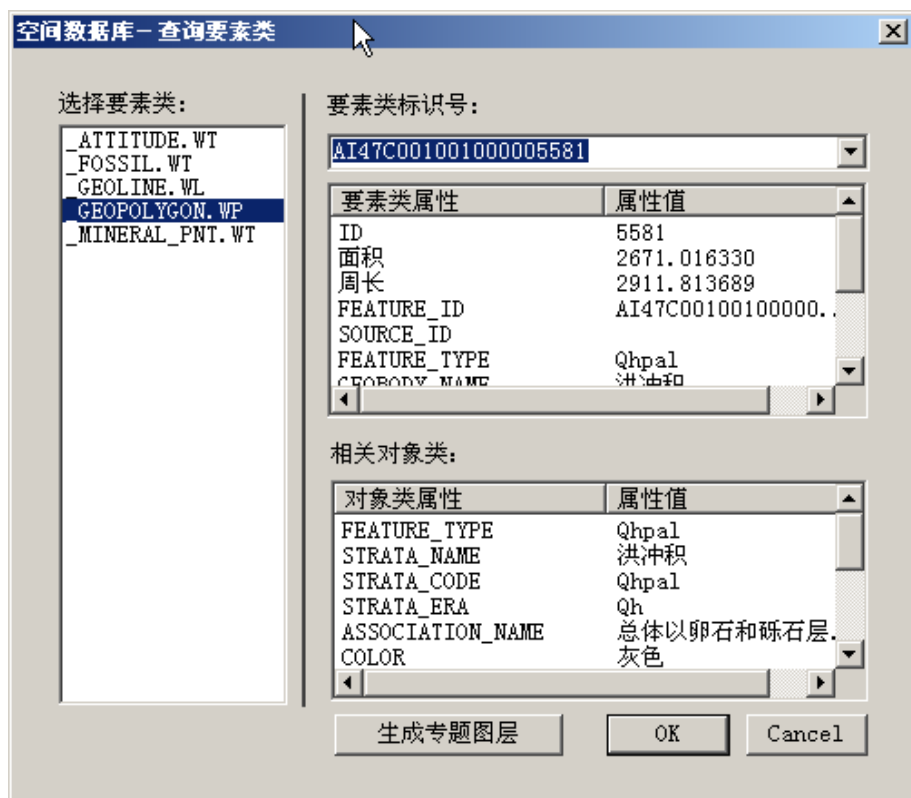 空间数据库－查询要素类
选择要素类:
_ATTITUDE.WT
_FOSSIL.WT
_GEOLINE.WL
_GEOPOLYGON.WP
_MINERAL_PNT.WT
要素类标识号:
AI47C001001000005581
要素类属性 属性值
ID 5581
面积 2671.016330
周长 2911.813689
FEATURE_ID AI47C00100100000..
SOURCE_ID
FEATURE_TYPE Qhpal
GEOBODY_NAME 洪冲积
相关对象类:
对象类属性 属性值
FEATURE_TYPE Qhpal
STRATA_NAME 洪冲积
STRATA_CODE Qhpal
STRATA_ERA Qh
ASSOCIATION_NAME 总体以卵石和砾石层.
COLOR 灰色
生成专题图层 OK Cancel